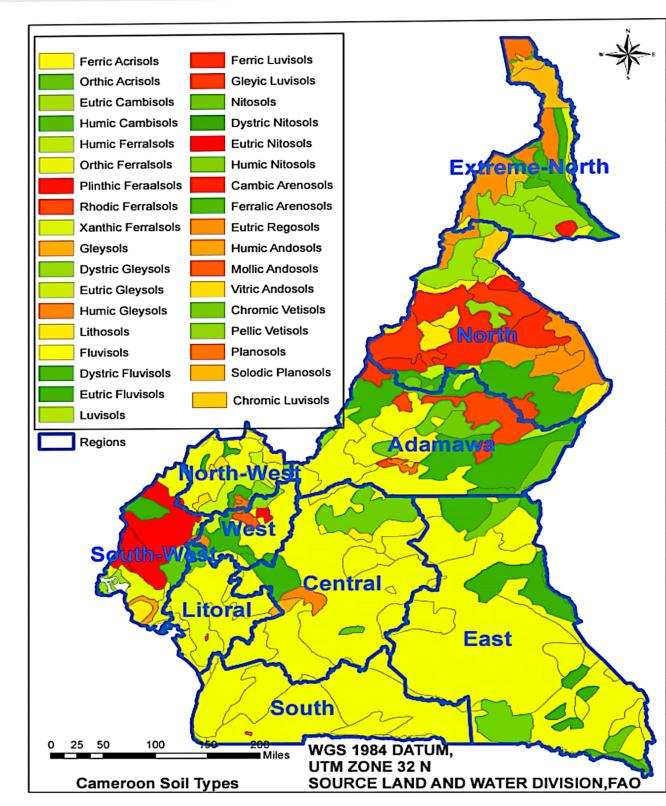 N
W E
S
Ferric Acrisols
Orthic Acrisols
Eutric Cambisols
Humic Cambisols
Humic Ferralsols
Orthic Ferralsols
Plinthic Feraalsols
Rhodic Ferralsols
Xanthic Ferralsols
Gleysols
Dystric Gleysols
Eutric Gleysols
Humic Gleysols
Lithosols
Fluvisols
Dystric Fluvisols
Eutric Fluvisols
Luvisols
Regions
Ferric Luvisols
Gleyic Luvisols
Nitosols
Dystric Nitosols
Eutric Nitosols
Humic Nitosols
Cambic Arenosols
Ferralic Arenosols
Eutric Regosols
Humic Andosols
Mollic Andosols
Vitric Andosols
Chromic Vetisols
Pellic Vetisols
Planosols
Solodic Planosols
Chromic Luvisols
Extreme-North
North
Adamawa
North-West
West
South-West
Central
Litoral
East
South
0 25 50 100 150 200
Miles
Cameroon Soil Types
WGS 1984 DATUM,
UTM ZONE 32 N
SOURCE LAND AND WATER DIVISION,FAO